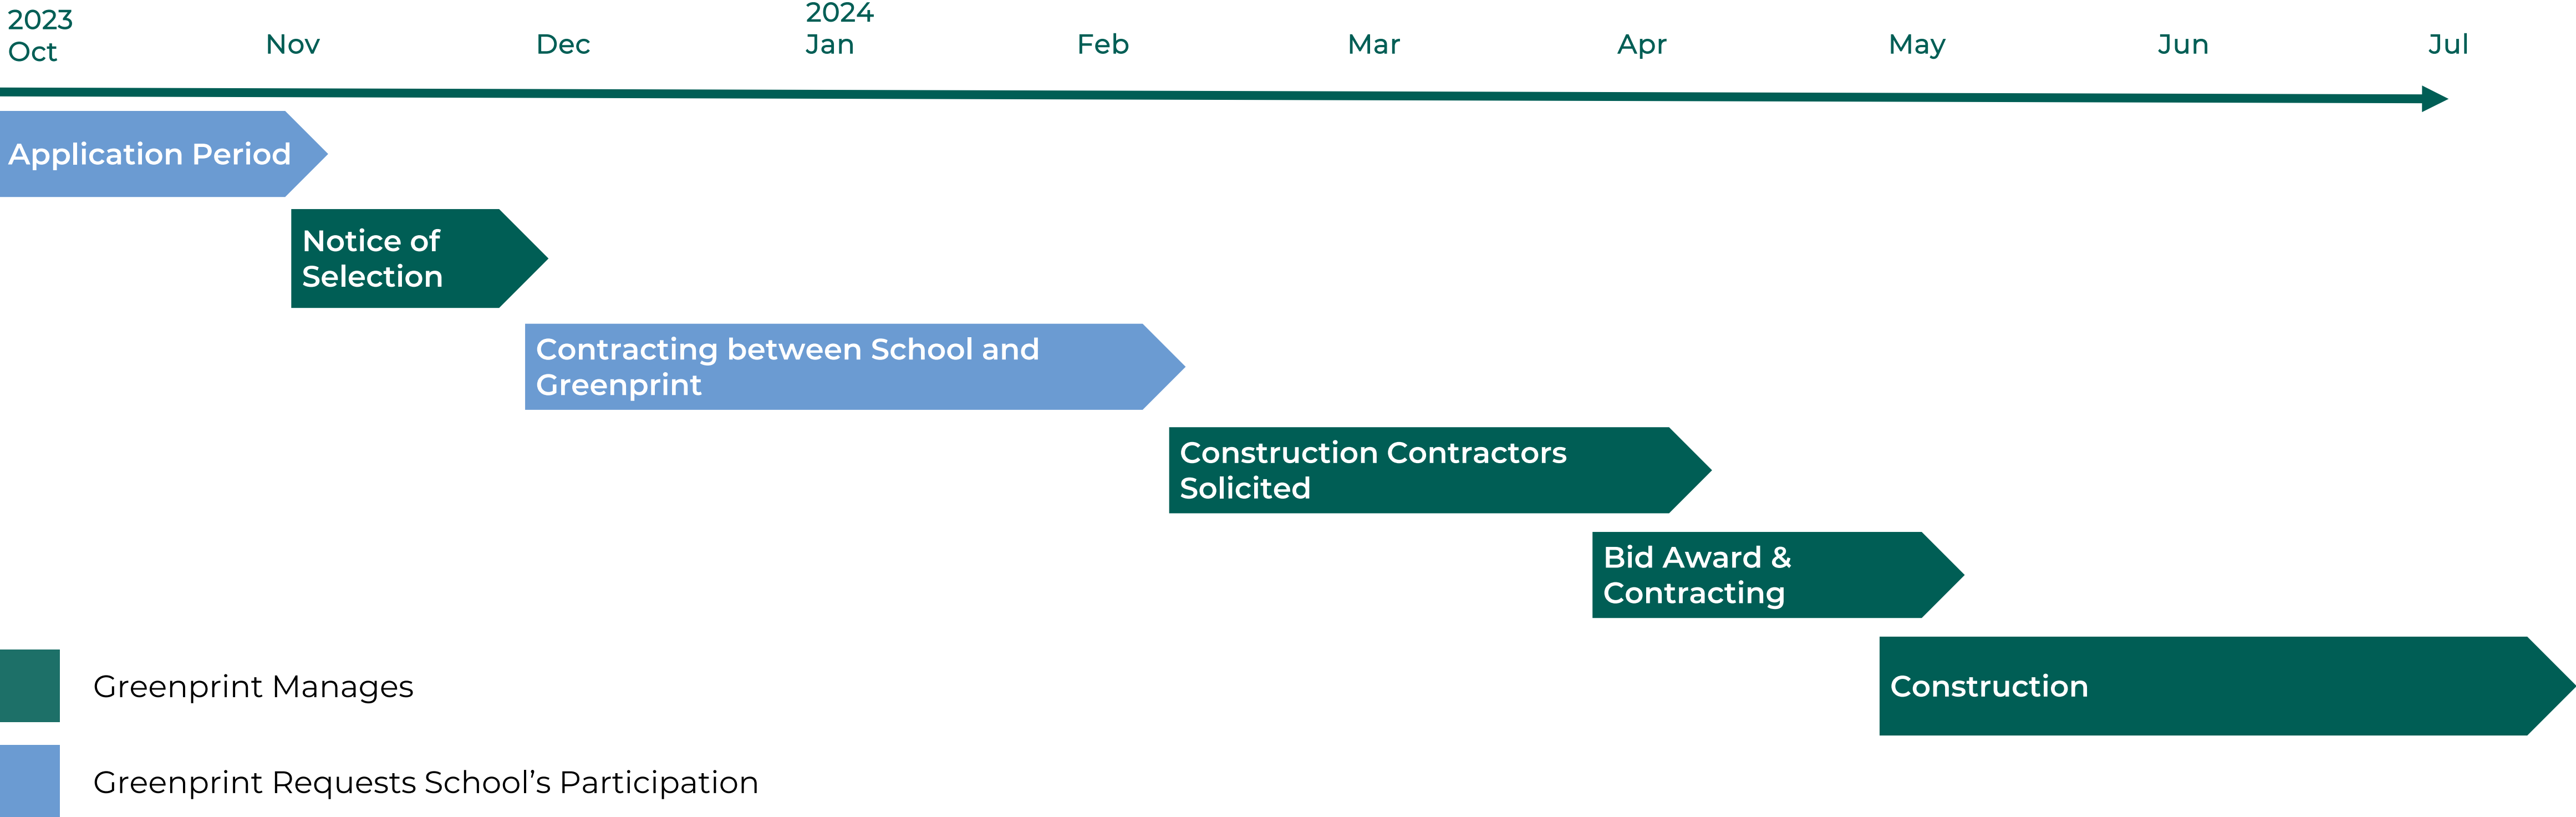 2023
Oct
Nov
Dec
2024
Jan
Feb
Mar
Apr
May
Jun
Jul
Application Period
Notice of
Selection
Contracting between School and
Greenprint
Construction Contractors
Solicited
Bid Award &
Contracting
Construction
Greenprint Manages
Greenprint Requests School’s Participation